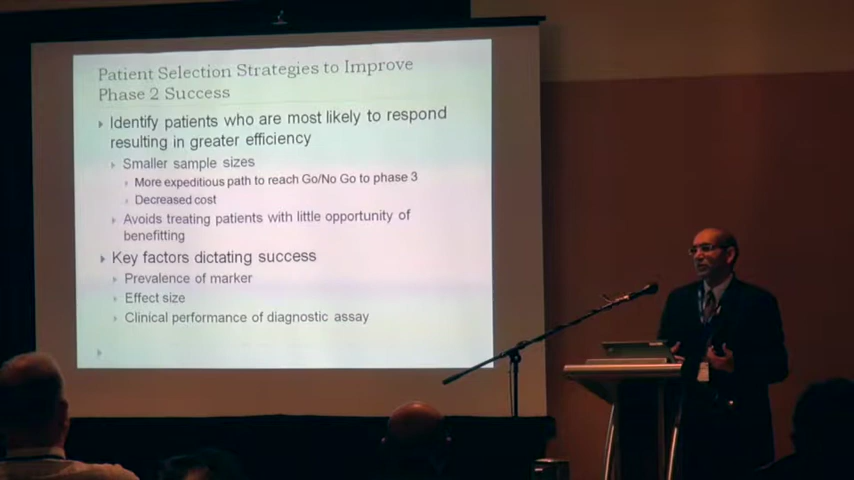 Patient Selection Strategies to Improve
Phase 2 Success
Identify patients who are most likely to respond
resulting in greater efficiency
Smaller sample sizes
More expeditious path to reach Go/No Go to phase 3
Decreased cost
Avoids treating patients with little opportunity of
benefitting
Key factors dictating success
Prevalence of marker
Effect size
Clinical performance of diagnostic assay